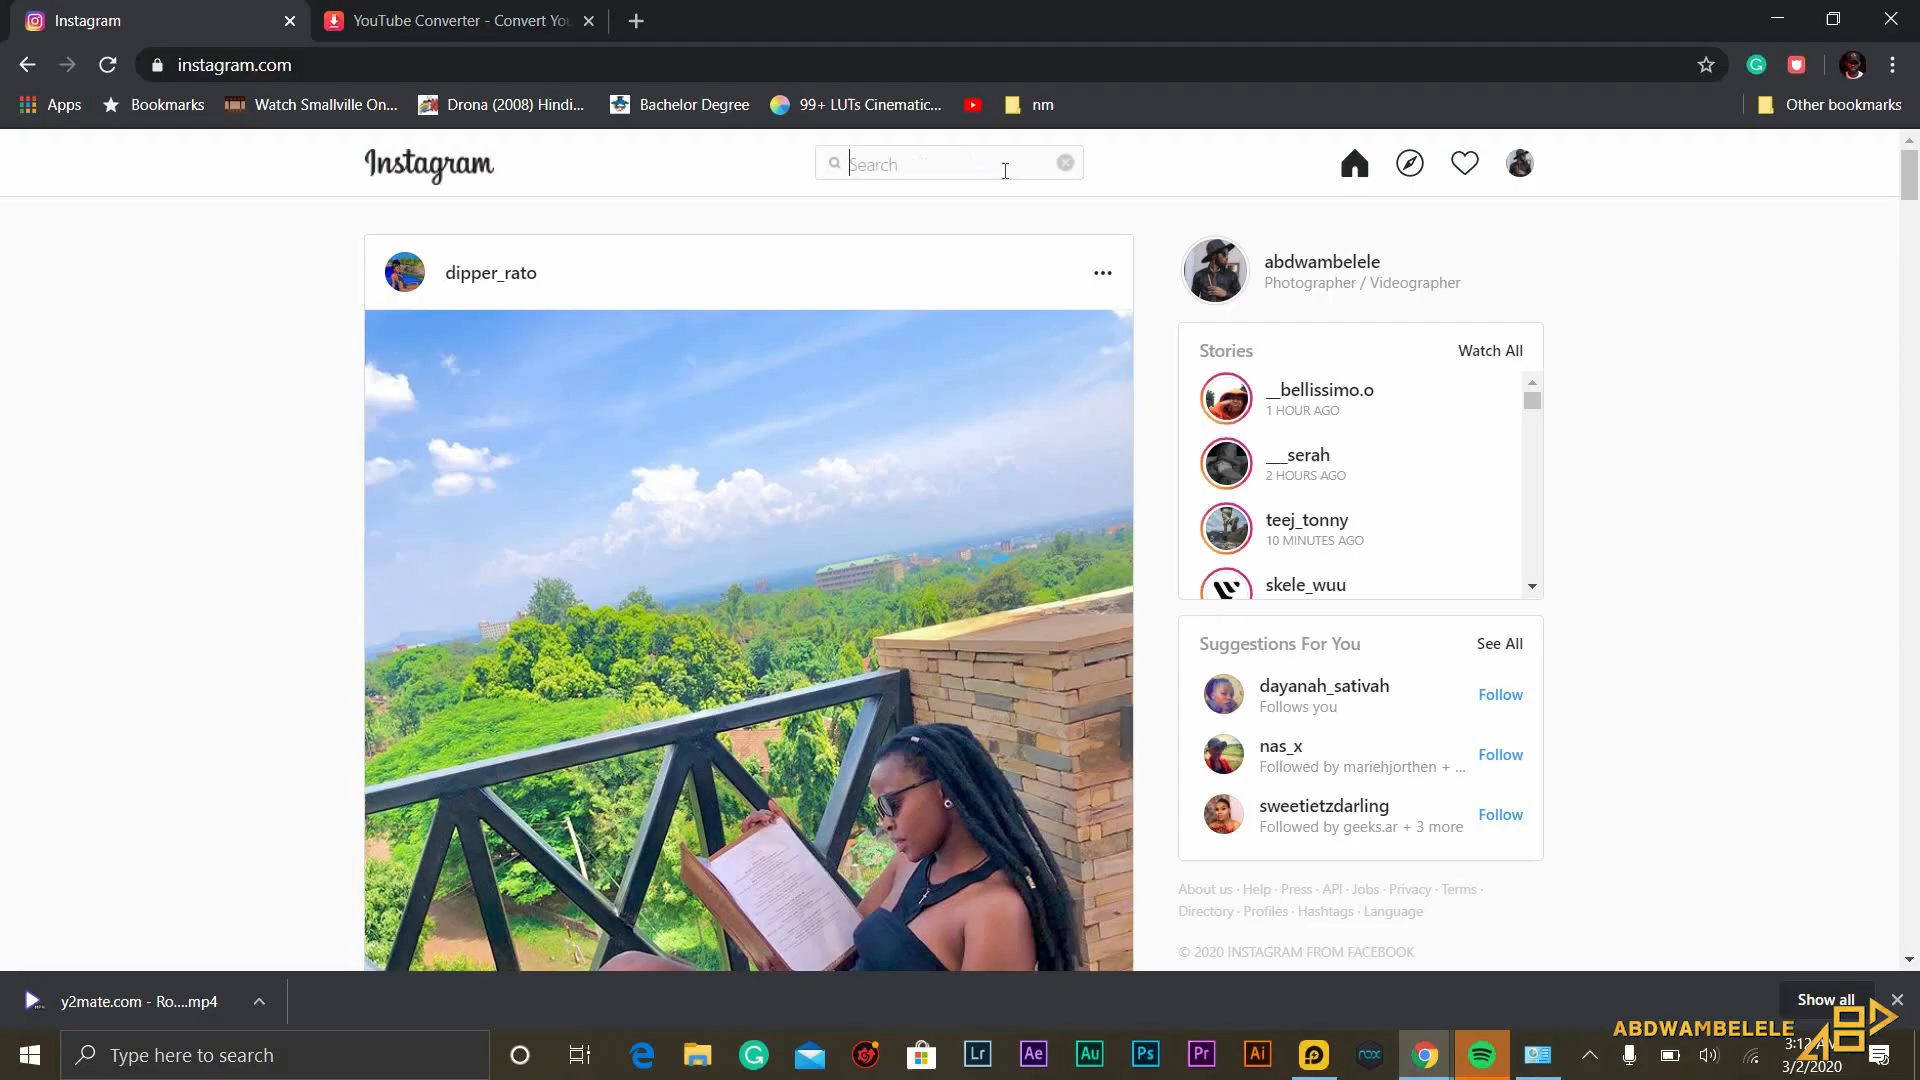 Instagram
YouTube Converter - Convert Yo
instagram.com
Apps
Bookmarks
Watch Smallville On...
Drona (2008) Hindi...
Bachelor Degree
99+ LUTs Cinematic...
nm
Other bookmarks
Instagram
Search
dipper_rato
abdwambelele
Photographer / Videographer
Stories
Watch All
__bellissimo.o
1 HOUR AGO
___serah
2 HOURS AGO
teej_tonny
10 MINUTES AGO
skele_wuu
Suggestions For You
See All
dayanah_sativah
Follows you
Follow
nas_x
Followed by mariehjorthen + ...
Follow
sweetietzdarling
Followed by geeks.ar + 3 more
Follow
About us · Help · Press · API · Jobs · Privacy · Terms ·
Directory · Profiles · Hashtags · Language
© 2020 INSTAGRAM FROM FACEBOOK
y2mate.com - Ro....mp4
Show all
ABDWAMBELELE
Type here to search
Lr
Ae
Au
Ps
Pr
Ai
nox
3/2/2020